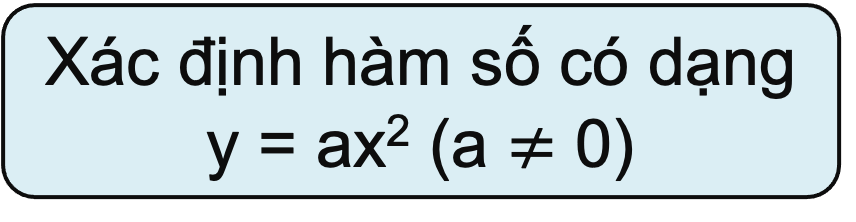 Xác định hàm số có dạng
y = ax² (a ≠ 0)